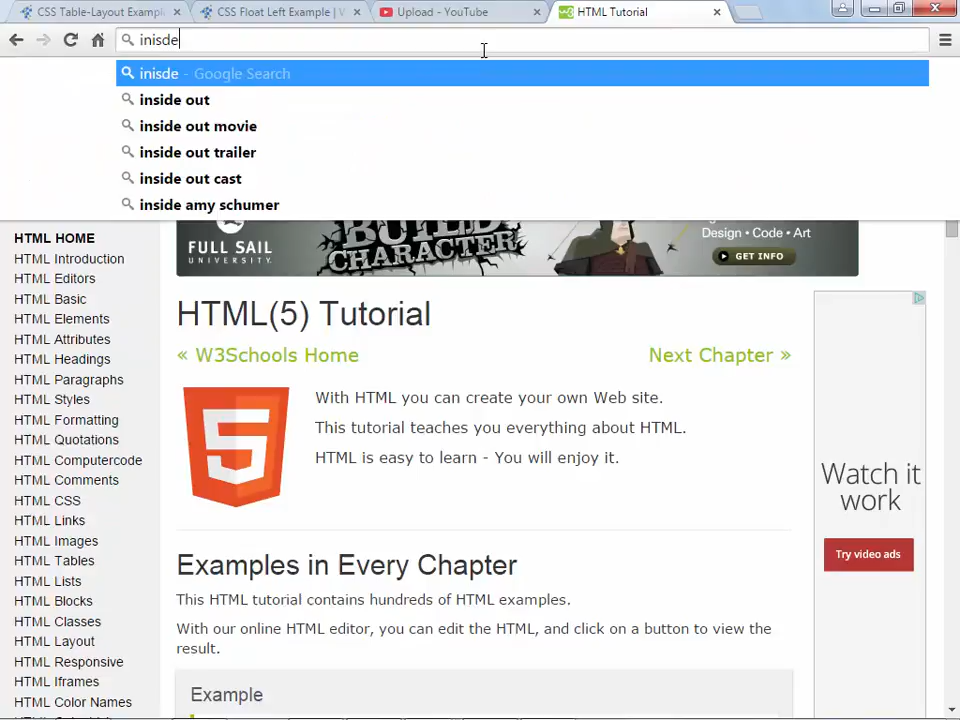 CSS Table-Layout Exampl
CSS Float Left Example | W
Upload - YouTube
HTML Tutorial
inisde
inisde - Google Search
inside out
inside out movie
inside out trailer
inside out cast
inside amy schumer
FULL SAIL
UNIVERSITY.
BUILD
CHARACTER
Design • Code • Art
GET INFO
HTML HOME
HTML Introduction
HTML Editors
HTML Basic
HTML Elements
HTML Attributes
HTML Headings
HTML Paragraphs
HTML Styles
HTML Formatting
HTML Quotations
HTML Computercode
HTML Comments
HTML CSS
HTML Links
HTML Images
HTML Tables
HTML Lists
HTML Blocks
HTML Classes
HTML Layout
HTML Responsive
HTML Iframes
HTML Color Names
HTML(5) Tutorial
« W3Schools Home
Next Chapter »
5
With HTML you can create your own Web site.
This tutorial teaches you everything about HTML.
HTML is easy to learn - You will enjoy it.
Examples in Every Chapter
This HTML tutorial contains hundreds of HTML examples.
With our online HTML editor, you can edit the HTML, and click on a button to view the
result.
Example
Watch it
work
Try video ads